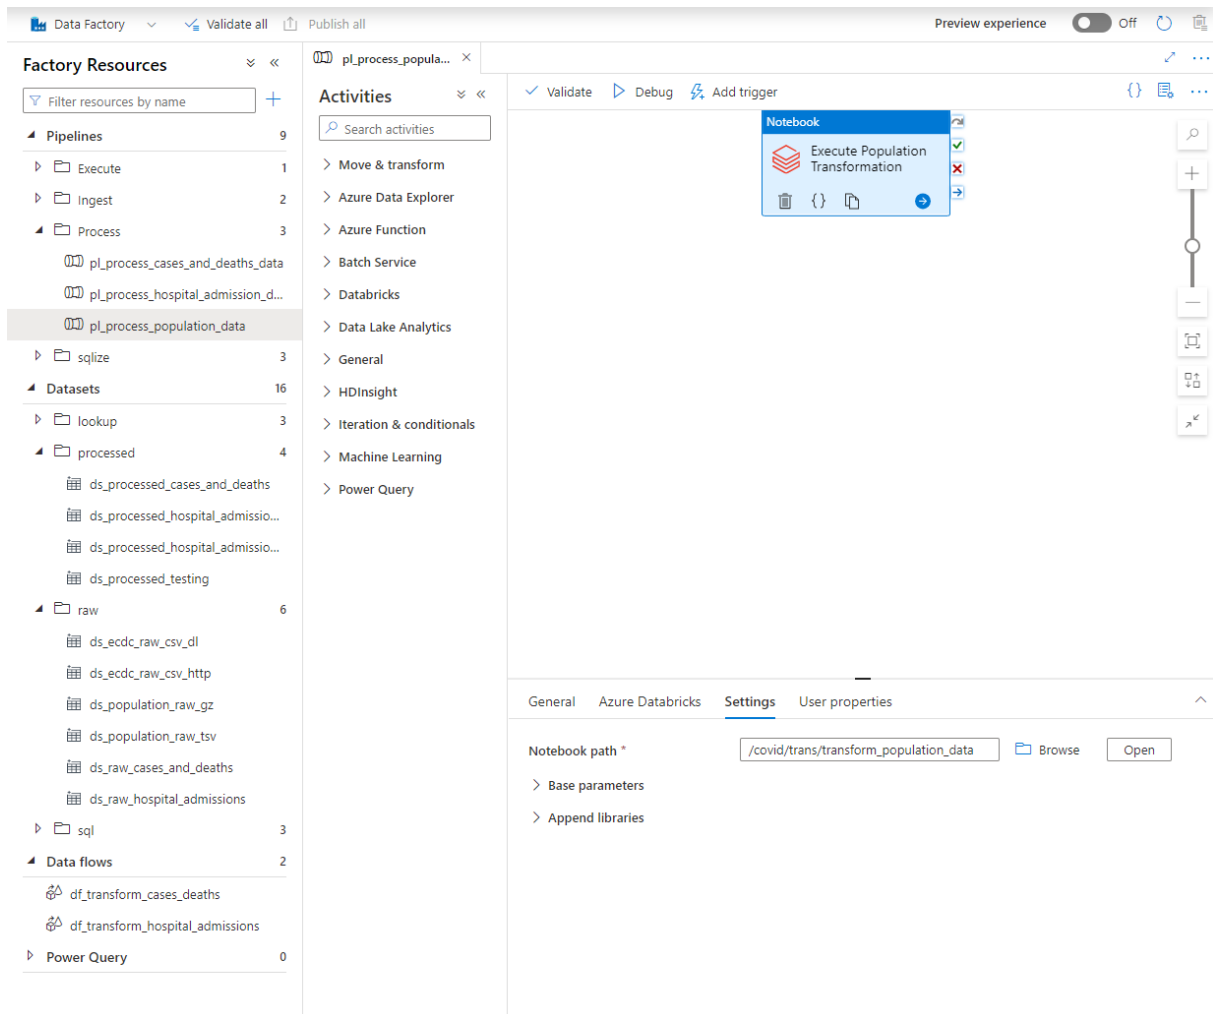 Data Factory
Validate all
Publish all
Preview experience
Off
Factory Resources
Filter resources by name
Pipelines 9
Execute 1
Ingest 2
Process 3
pl_process_cases_and_deaths_data
pl_process_hospital_admission_d...
pl_process_population_data
sqlize 3
Datasets 16
lookup 3
processed 4
ds_processed_cases_and_deaths
ds_processed_hospital_admissio...
ds_processed_hospital_admissio...
ds_processed_testing
raw 6
ds_ecdc_raw_csv_dl
ds_ecdc_raw_csv_http
ds_population_raw_gz
ds_population_raw_tsv
ds_raw_cases_and_deaths
ds_raw_hospital_admissions
sql 3
Data flows 2
df_transform_cases_deaths
df_transform_hospital_admissions
Power Query 0
pl_process_popula...
Activities
Search activities
Move & transform
Azure Data Explorer
Azure Function
Batch Service
Databricks
Data Lake Analytics
General
HDInsight
Iteration & conditionals
Machine Learning
Power Query
Validate
Debug
Add trigger
Notebook
Execute Population
Transformation
General
Azure Databricks
Settings
User properties
Notebook path *
/covid/trans/transform_population_data
Browse
Open
Base parameters
Append libraries